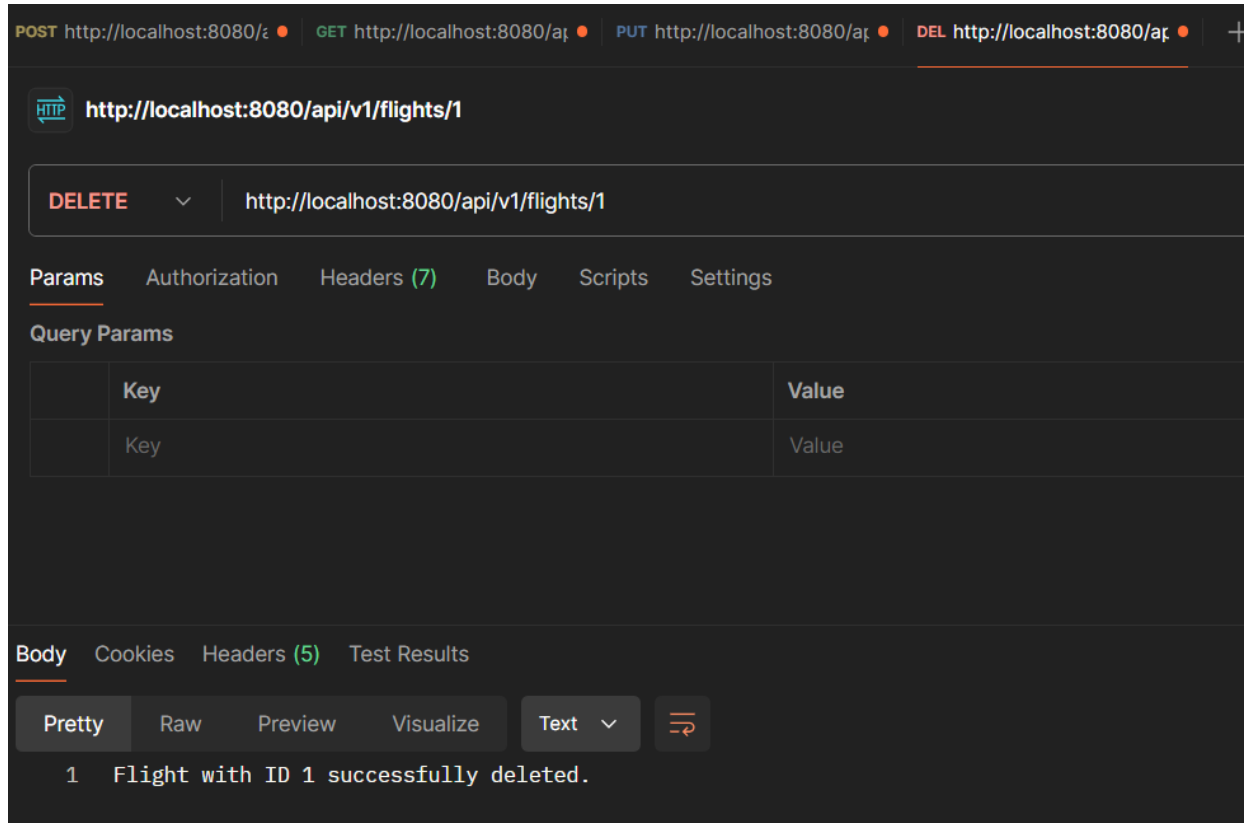 POST http://localhost:8080/a GET http://localhost:8080/ap PUT http://localhost:8080/ap DEL http://localhost:8080/ap +
HTTP http://localhost:8080/api/v1/flights/1
DELETE http://localhost:8080/api/v1/flights/1
Params Authorization Headers (7) Body Scripts Settings
Query Params
Key Value
Key Value
Body Cookies Headers (5) Test Results
Pretty Raw Preview Visualize Text
1 Flight with ID 1 successfully deleted.